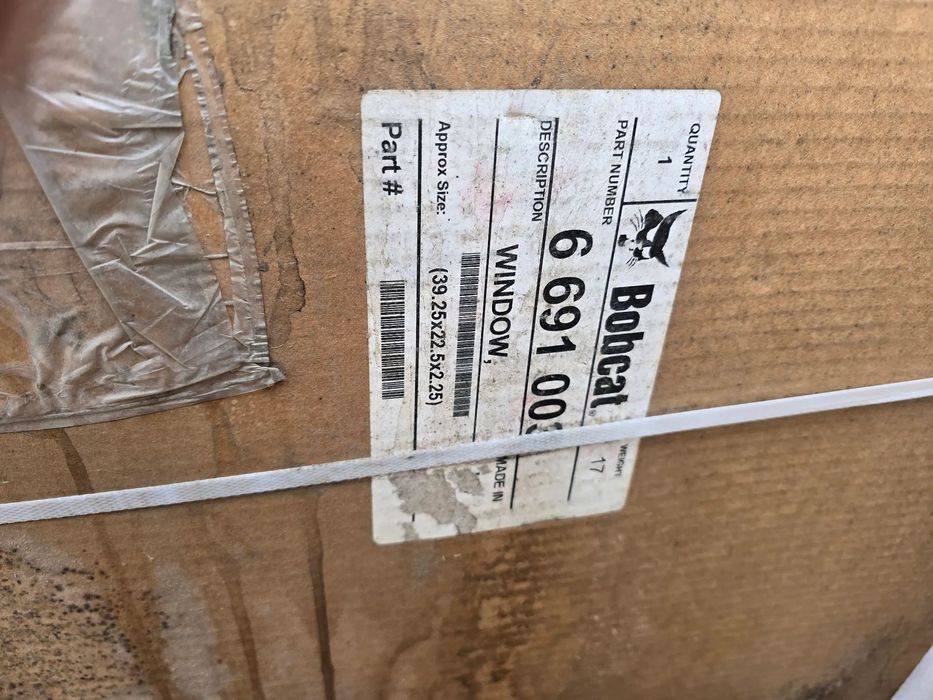 QUANTITY
1
Bobcat®
WEIGHT
17
PART NUMBER
6 691
DESCRIPTION
WINDOW,
MADE IN
Approx Size: (39.25x22.5x2.25)
Part #